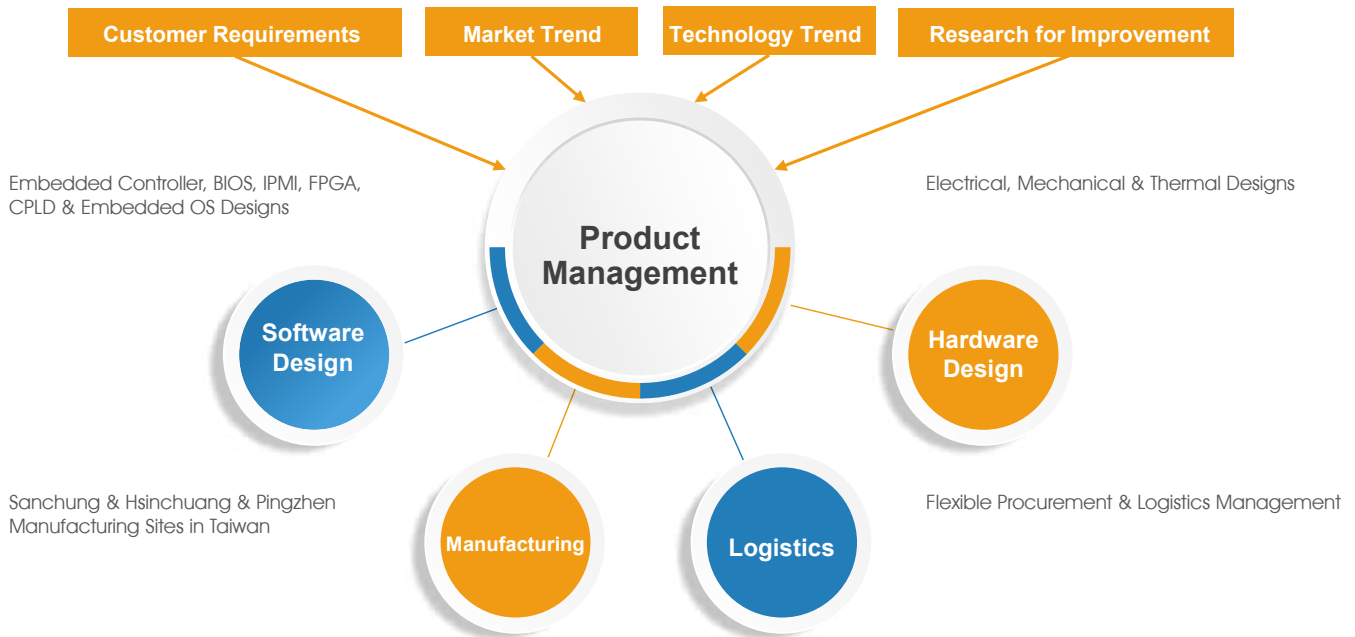 Customer Requirements
Market Trend
Technology Trend
Research for Improvement
Embedded Controller, BIOS, IPMI, FPGA,
CPLD & Embedded OS Designs
Electrical, Mechanical & Thermal Designs
Product
Management
Software
Design
Hardware
Design
Sanchung & Hsinchuang & Pingzhen
Manufacturing Sites in Taiwan
Flexible Procurement & Logistics Management
Manufacturing
Logistics